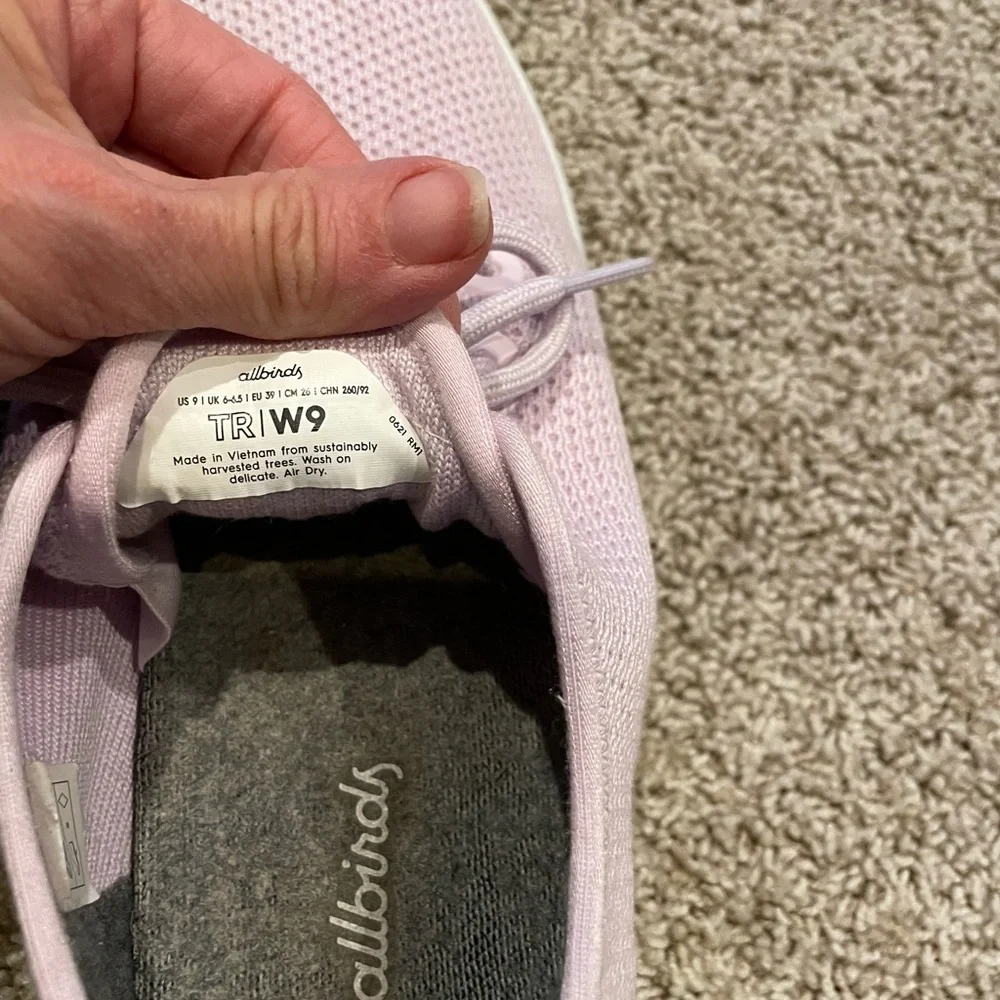 allbirds
US 9 | UK 6-6.5 | EU 39 | CM 26 | CHN 260/92
TR|W9
0621 RM1
Made in Vietnam from sustainably
harvested trees. Wash on
delicate. Air Dry.
allbirds